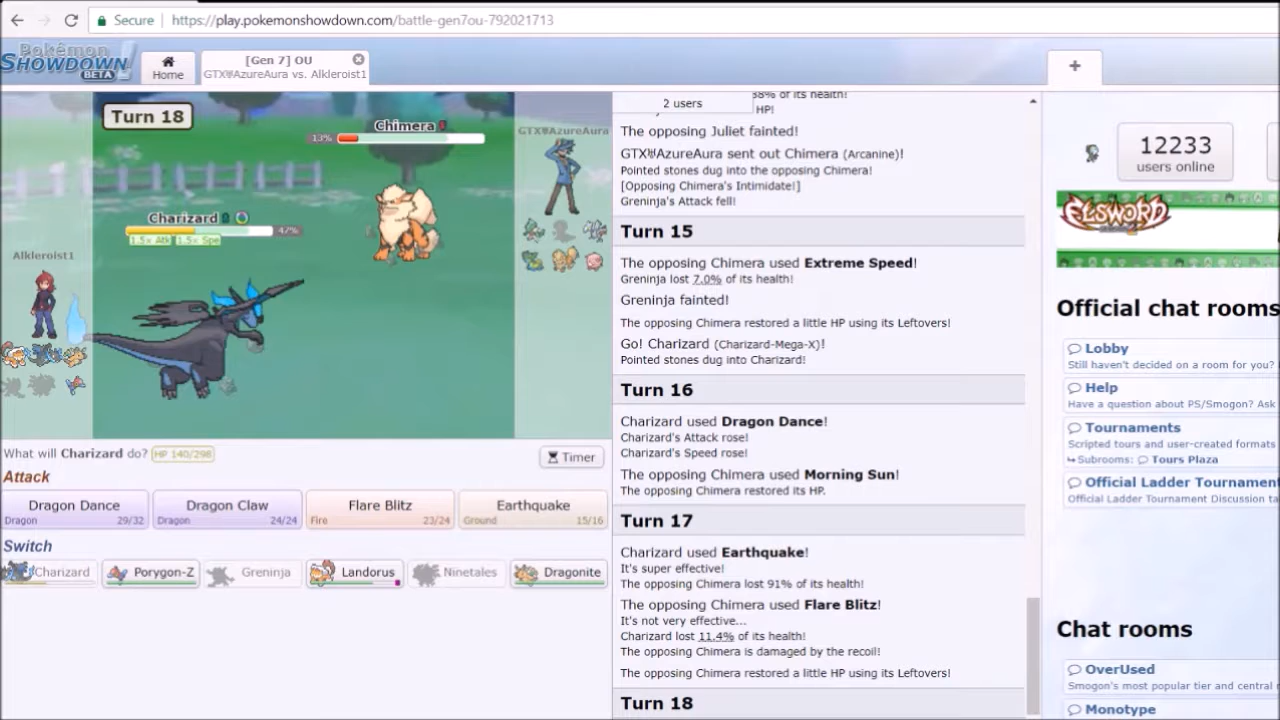 Secure https://play.pokemonshowdown.com/battle-gen7ou-792021713
Pokémon
SHOWDOWN!
BETA
Home
[Gen 7] OU
GTX₩AzureAura vs. Alkleroist1
+
Turn 18
Chimera
13%
GTX₩AzureAura
Charizard
47%
1.5× Atk 1.5× Spe
Alkleroist1
What will Charizard do? HP 140/298
Timer
Attack
Dragon Dance
Dragon 29/32
Dragon Claw
Dragon 24/24
Flare Blitz
Fire 23/24
Earthquake
Ground 15/16
Switch
Charizard
Porygon-Z
Greninja
Landorus
Ninetales
Dragonite
2 users
of its health!
HP!
The opposing Juliet fainted!
GTX₩AzureAura sent out Chimera (Arcanine)!
Pointed stones dug into the opposing Chimera!
[Opposing Chimera's Intimidate!]
Greninja's Attack fell!
Turn 15
The opposing Chimera used Extreme Speed!
Greninja lost 7.0% of its health!
Greninja fainted!
The opposing Chimera restored a little HP using its Leftovers!
Go! Charizard (Charizard-Mega-X)!
Pointed stones dug into Charizard!
Turn 16
Charizard used Dragon Dance!
Charizard's Attack rose!
Charizard's Speed rose!
The opposing Chimera used Morning Sun!
The opposing Chimera restored its HP.
Turn 17
Charizard used Earthquake!
It's super effective!
The opposing Chimera lost 91% of its health!
The opposing Chimera used Flare Blitz!
It's not very effective...
Charizard lost 11.4% of its health!
The opposing Chimera is damaged by the recoil!
The opposing Chimera restored a little HP using its Leftovers!
Turn 18
12233
users online
ELSWORD
Official chat rooms
Lobby
Still haven't decided on a room for you?
Help
Have a question about PS/Smogon? Ask
Tournaments
Scripted tours and user-created formats
Subrooms: Tours Plaza
Official Ladder Tournament
Official Ladder Tournament Discussion ta
Chat rooms
OverUsed
Smogon's most popular tier and central
Monotype